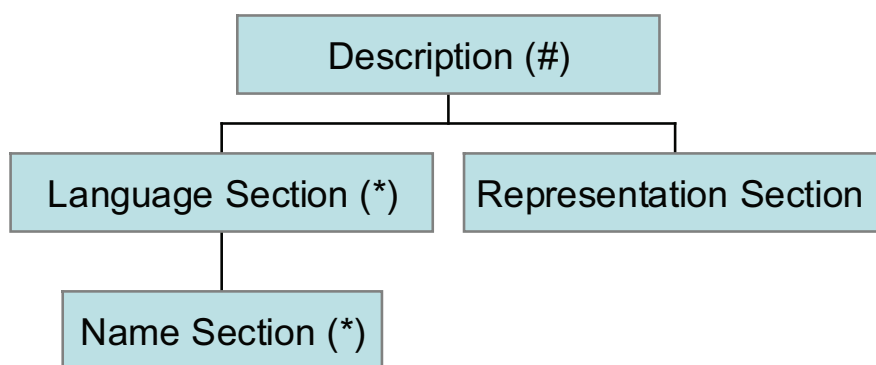 Description (#)
Language Section (*)
Representation Section
Name Section (*)